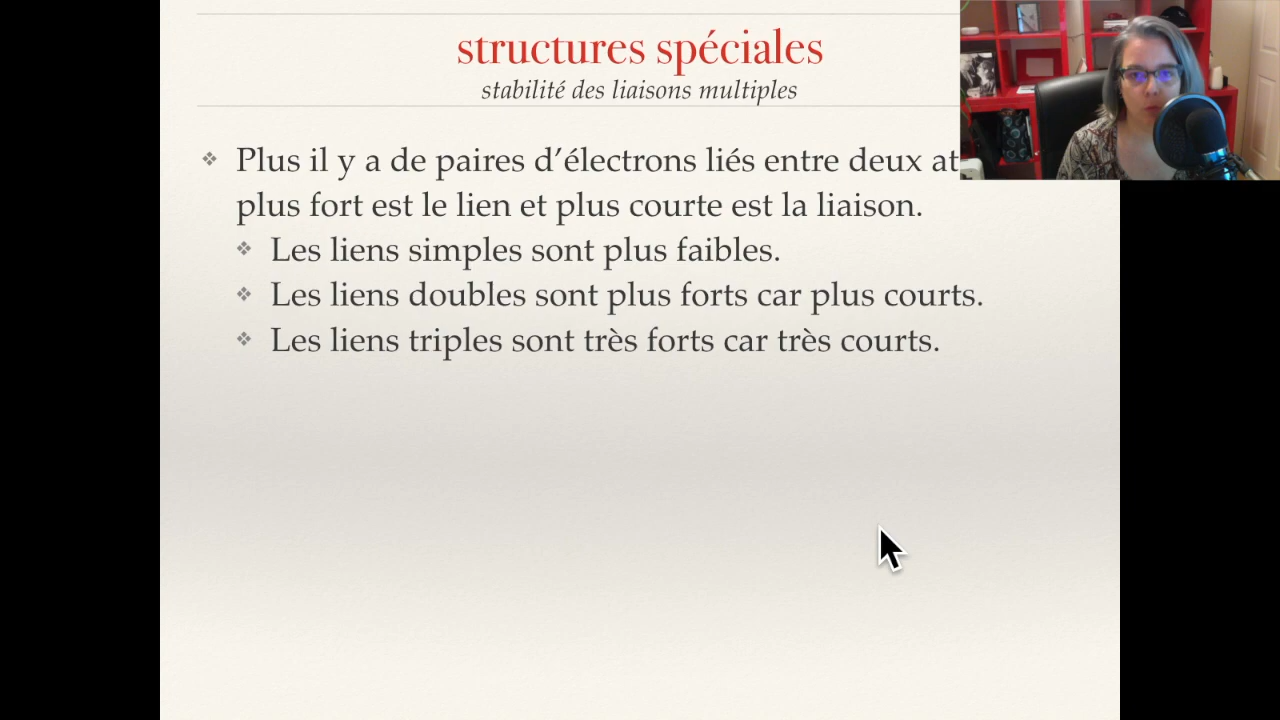 structures spéciales
stabilité des liaisons multiples
Plus il y a de paires d’électrons liés entre deux
plus fort est le lien et plus courte est la liaison.
Les liens simples sont plus faibles.
Les liens doubles sont plus forts car plus courts.
Les liens triples sont très forts car très courts.